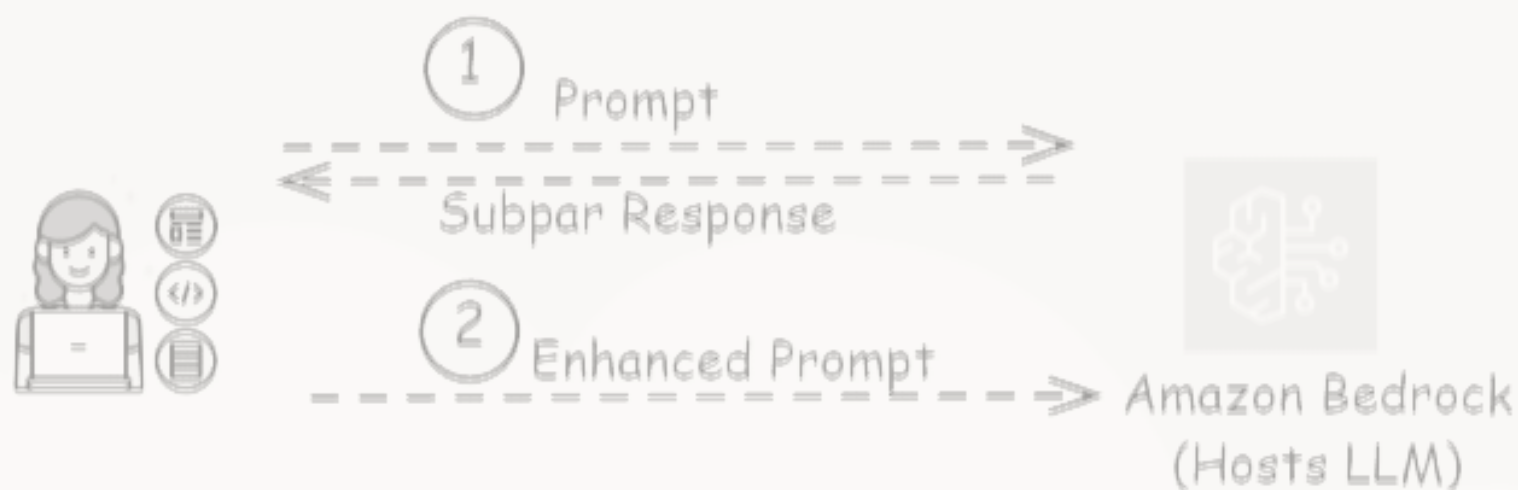 1
Prompt
Subpar Response
</>
2
Enhanced Prompt
Amazon Bedrock
(Hosts LLM)